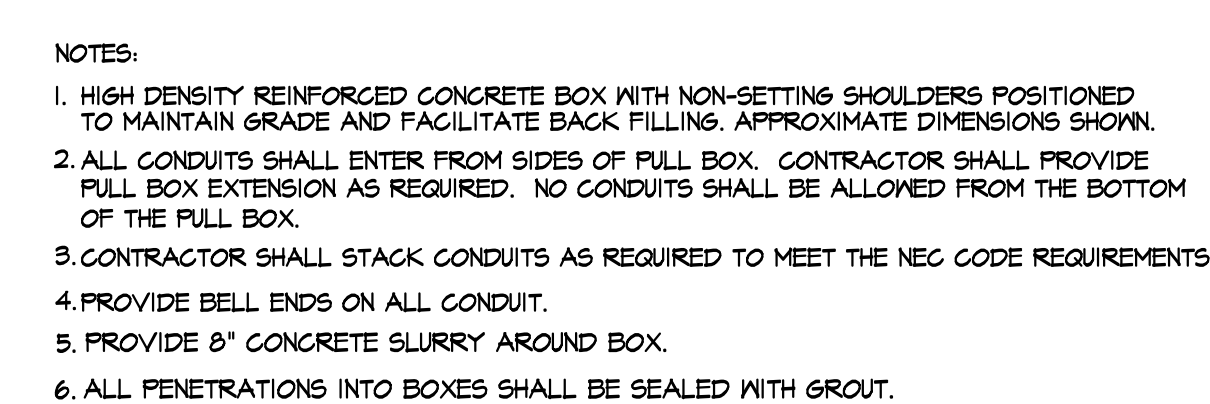 NOTES:
1. HIGH DENSITY REINFORCED CONCRETE BOX WITH NON-SETTING SHOULDERS POSITIONED
TO MAINTAIN GRADE AND FACILITATE BACK FILLING. APPROXIMATE DIMENSIONS SHOWN.
2. ALL CONDUITS SHALL ENTER FROM SIDES OF PULL BOX. CONTRACTOR SHALL PROVIDE
PULL BOX EXTENSION AS REQUIRED. NO CONDUITS SHALL BE ALLOWED FROM THE BOTTOM
OF THE PULL BOX.
3. CONTRACTOR SHALL STACK CONDUITS AS REQUIRED TO MEET THE NEC CODE REQUIREMENTS
4. PROVIDE BELL ENDS ON ALL CONDUIT.
5. PROVIDE 8" CONCRETE SLURRY AROUND BOX.
6. ALL PENETRATIONS INTO BOXES SHALL BE SEALED WITH GROUT.